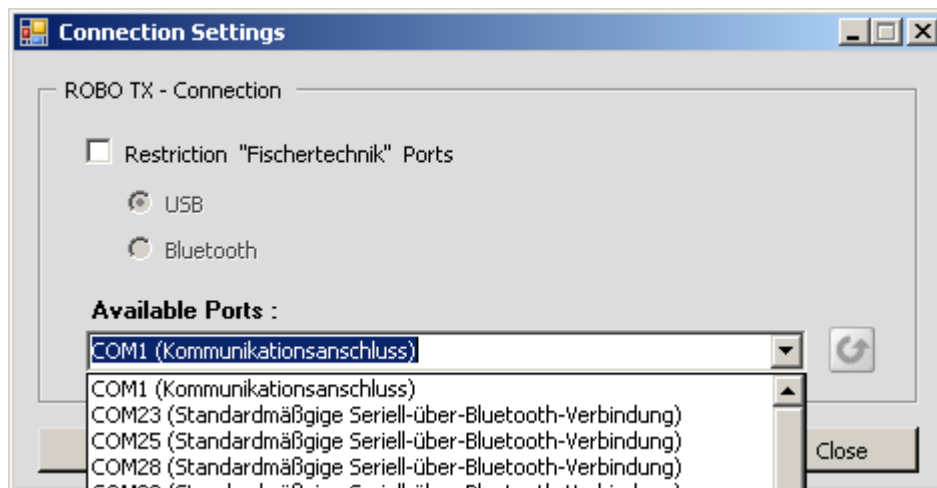 Connection Settings
ROBO TX - Connection
Restriction "Fischertechnik" Ports
USB
Bluetooth
Available Ports :
COM1 (Kommunikationsanschluss)
COM1 (Kommunikationsanschluss)
COM23 (Standardmäßgige Seriell-über-Bluetooth-Verbindung)
COM25 (Standardmäßgige Seriell-über-Bluetooth-Verbindung)
COM28 (Standardmäßgige Seriell-über-Bluetooth-Verbindung)
Close